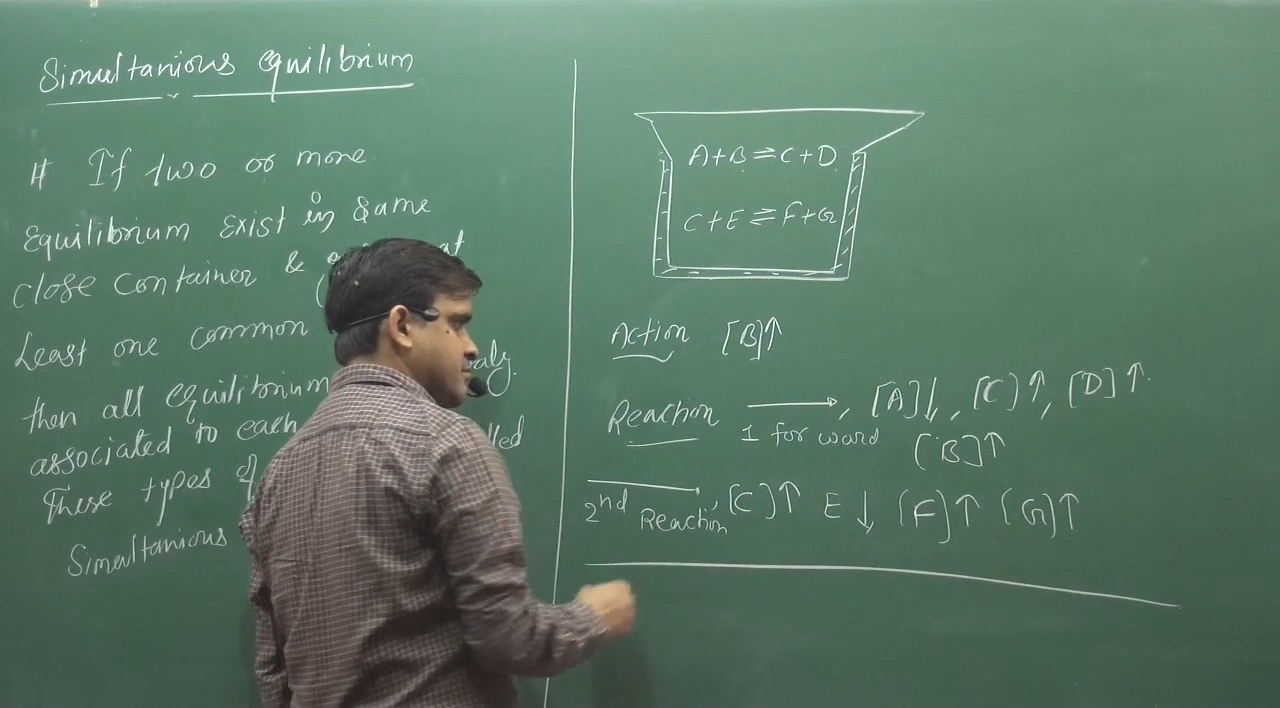 Simultanious equilibrium
# If two or more
Equilibrium exist in same
close container &
Least one common
then all equilibrium
associated to each
These types of
Simultanious
A+B⇌C+D
C+E⇌F+G
Action [B]↑
Reaction ⟶, [A]↓, [C]↑, [D]↑
1 forward [B]↑
2nd Reaction, [C]↑ E↓ [F]↑ [G]↑